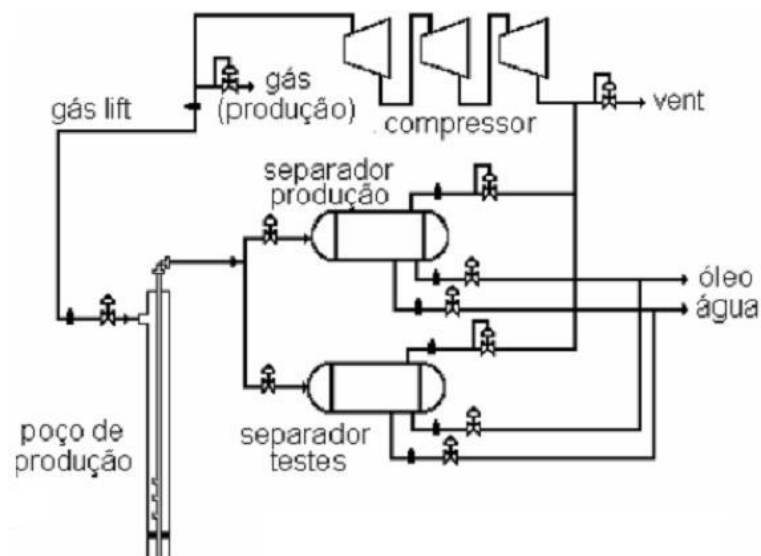 gás lift
gás
(produção)
compressor
vent
separador
produção
óleo
água
poço de
produção
separador
testes